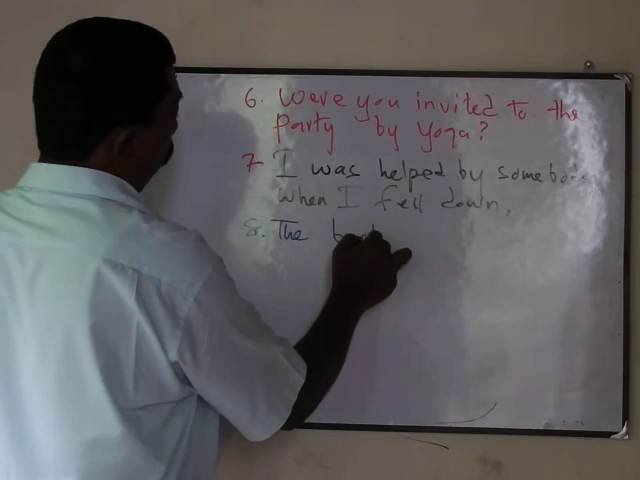 6. Were you invited to the
party by Yoga?
7 I was helped by somebody
when I fell down,
8. The